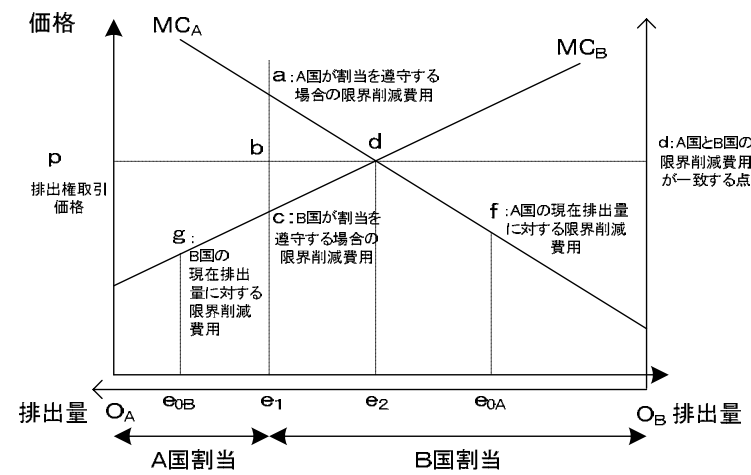 価格
MCA
MCB
a:A国が割当を遵守する
場合の限界削減費用
p
排出権取引
価格
b
d
d:A国とB国の
限界削減費用
が一致する点
c:B国が割当を
遵守する場合の
限界削減費用
f:A国の現在排出量
に対する限界削減
費用
g:
B国の
現在排出
量に対する
限界削減
費用
排出量 OA e0B e1 e2 e0A OB 排出量
A国割当 B国割当